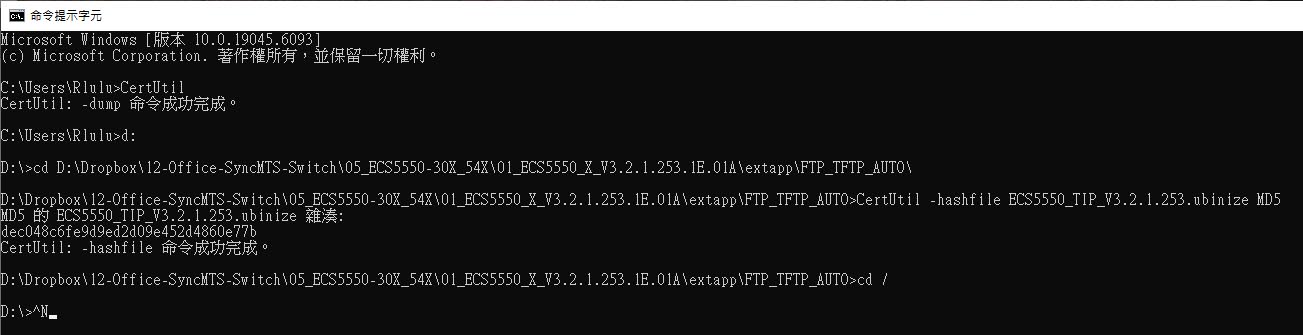 命令提示字元
Microsoft Windows [版本 10.0.19045.6093]
(c) Microsoft Corporation. 著作權所有，並保留一切權利。
C:\Users\Rlulu>CertUtil
CertUtil: -dump 命令成功完成。
C:\Users\Rlulu>d:
D:\>cd D:\Dropbox\12-Office-SyncMTS-Switch\05_ECS5550-30X_54X\01_ECS5550_X_V3.2.1.253.1E.01A\extapp\FTP_TFTP_AUTO\
D:\Dropbox\12-Office-SyncMTS-Switch\05_ECS5550-30X_54X\01_ECS5550_X_V3.2.1.253.1E.01A\extapp\FTP_TFTP_AUTO>CertUtil -hashfile ECS5550_TIP_V3.2.1.253.ubinize MD5
MD5 的 ECS5550_TIP_V3.2.1.253.ubinize 雜湊:
dec048c6fe9d9ed2d09e452d4860e77b
CertUtil: -hashfile 命令成功完成。
D:\Dropbox\12-Office-SyncMTS-Switch\05_ECS5550-30X_54X\01_ECS5550_X_V3.2.1.253.1E.01A\extapp\FTP_TFTP_AUTO>cd /
D:\>^N